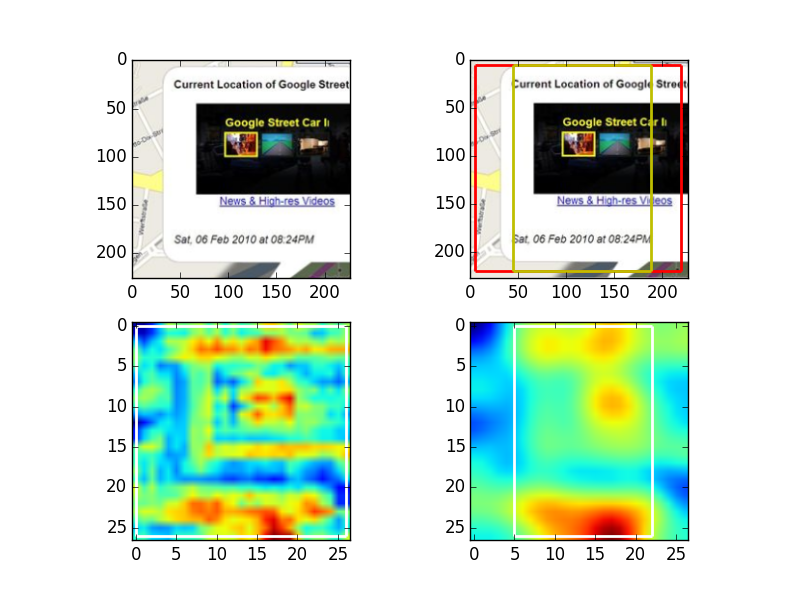 0
50
100
150
200
0 50 100 150 200
Current Location of Google Street
Google Street Car I
News & High-res Videos
Sat, 06 Feb 2010 at 08:24PM
0
50
100
150
200
0 50 100 150 200
Current Location of Google Stre
Google Street Car I
News & High-res Videos
Sat, 06 Feb 2010 at 08:24PM
0
5
10
15
20
25
0 5 10 15 20 25
0
5
10
15
20
25
0 5 10 15 20 25